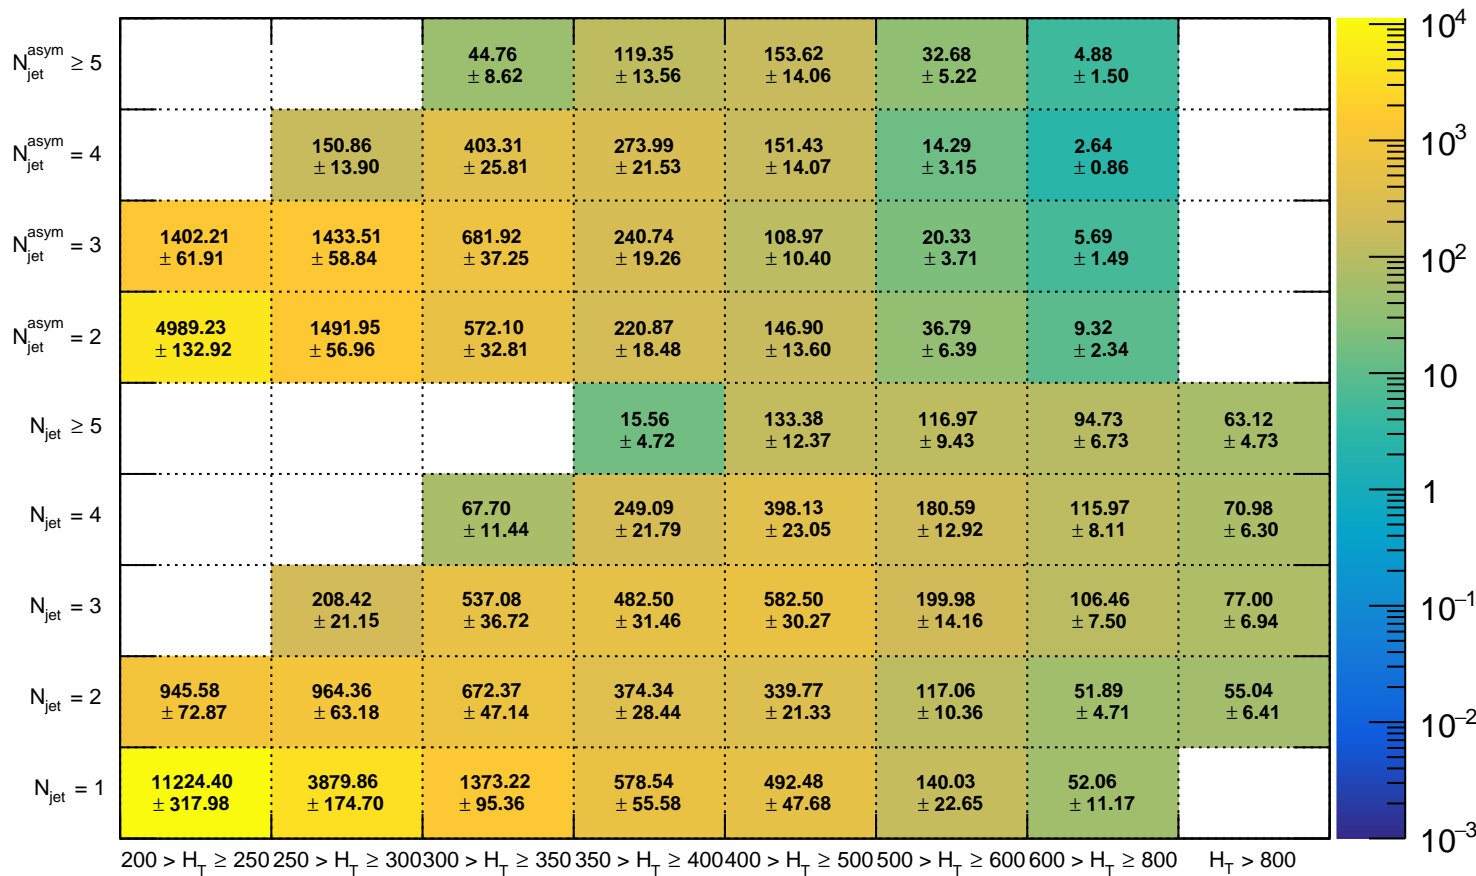 N_jet^asym ≥ 5
44.76 119.35 153.62 32.68 4.88
± 8.62 ± 13.56 ± 14.06 ± 5.22 ± 1.50
N_jet^asym = 4
150.86 403.31 273.99 151.43 14.29 2.64
± 13.90 ± 25.81 ± 21.53 ± 14.07 ± 3.15 ± 0.86
N_jet^asym = 3
1402.21 1433.51 681.92 240.74 108.97 20.33 5.69
± 61.91 ± 58.84 ± 37.25 ± 19.26 ± 10.40 ± 3.71 ± 1.49
N_jet^asym = 2
4989.23 1491.95 572.10 220.87 146.90 36.79 9.32
± 132.92 ± 56.96 ± 32.81 ± 18.48 ± 13.60 ± 6.39 ± 2.34
N_jet ≥ 5
15.56 133.38 116.97 94.73 63.12
± 4.72 ± 12.37 ± 9.43 ± 6.73 ± 4.73
N_jet = 4
67.70 249.09 398.13 180.59 115.97 70.98
± 11.44 ± 21.79 ± 23.05 ± 12.92 ± 8.11 ± 6.30
N_jet = 3
208.42 537.08 482.50 582.50 199.98 106.46 77.00
± 21.15 ± 36.72 ± 31.46 ± 30.27 ± 14.16 ± 7.50 ± 6.94
N_jet = 2
945.58 964.36 672.37 374.34 339.77 117.06 51.89 55.04
± 72.87 ± 63.18 ± 47.14 ± 28.44 ± 21.33 ± 10.36 ± 4.71 ± 6.41
N_jet = 1
11224.40 3879.86 1373.22 578.54 492.48 140.03 52.06
± 317.98 ± 174.70 ± 95.36 ± 55.58 ± 47.68 ± 22.65 ± 11.17
200 > H_T ≥ 250 250 > H_T ≥ 300 300 > H_T ≥ 350 350 > H_T ≥ 400 400 > H_T ≥ 500 500 > H_T ≥ 600 600 > H_T ≥ 800 H_T > 800
10^4
10^3
10^2
10
1
10^−1
10^−2
10^−3